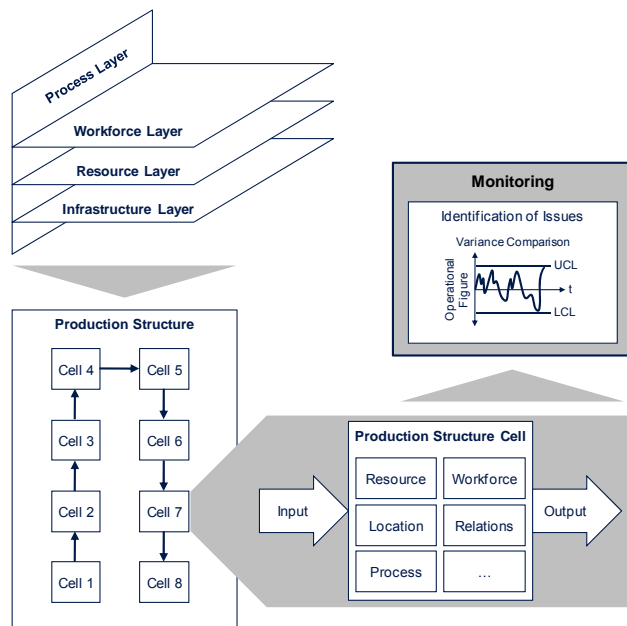 Process Layer
Workforce Layer
Resource Layer
Infrastructure Layer
Monitoring
Identification of Issues
Variance Comparison
Operational
Figure
UCL
t
LCL
Production Structure
Cell 4
Cell 5
Cell 3
Cell 6
Cell 2
Cell 7
Cell 1
Cell 8
Input
Production Structure Cell
Resource
Workforce
Location
Relations
Process
...
Output